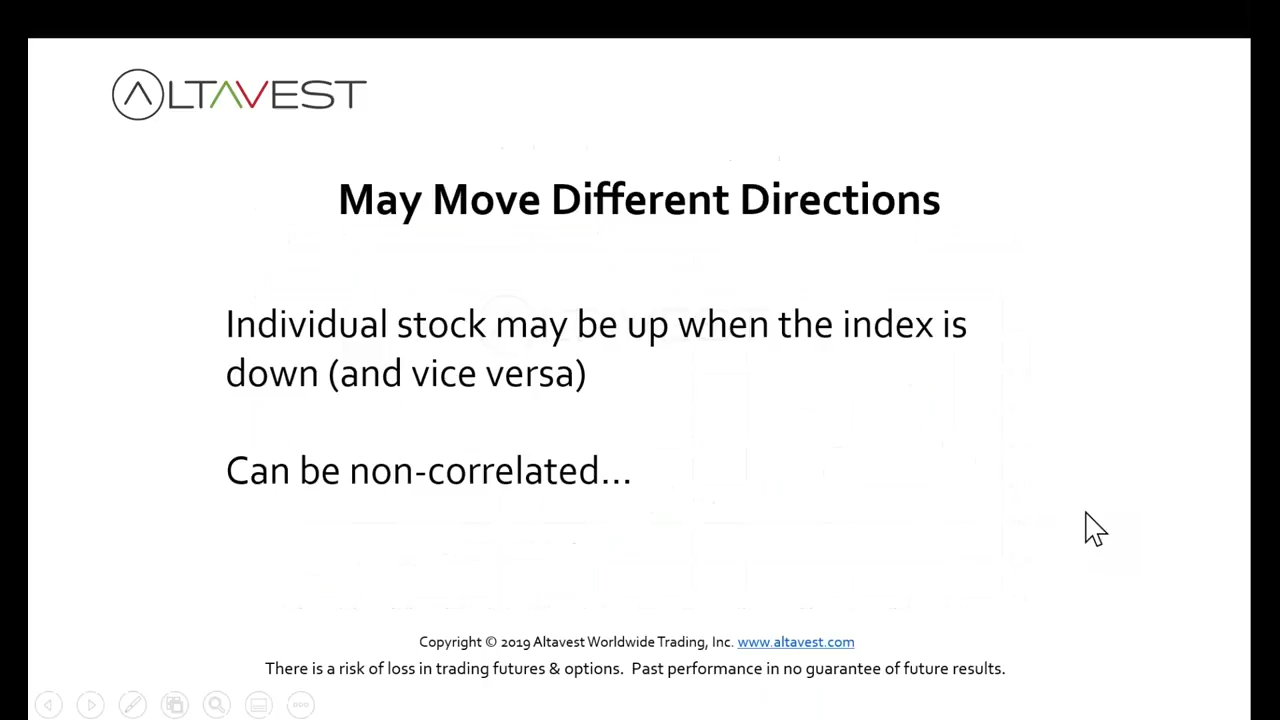 ALTAVEST
May Move Different Directions
Individual stock may be up when the index is
down (and vice versa)
Can be non-correlated...
Copyright © 2019 Altavest Worldwide Trading, Inc. www.altavest.com
There is a risk of loss in trading futures & options. Past performance in no guarantee of future results.